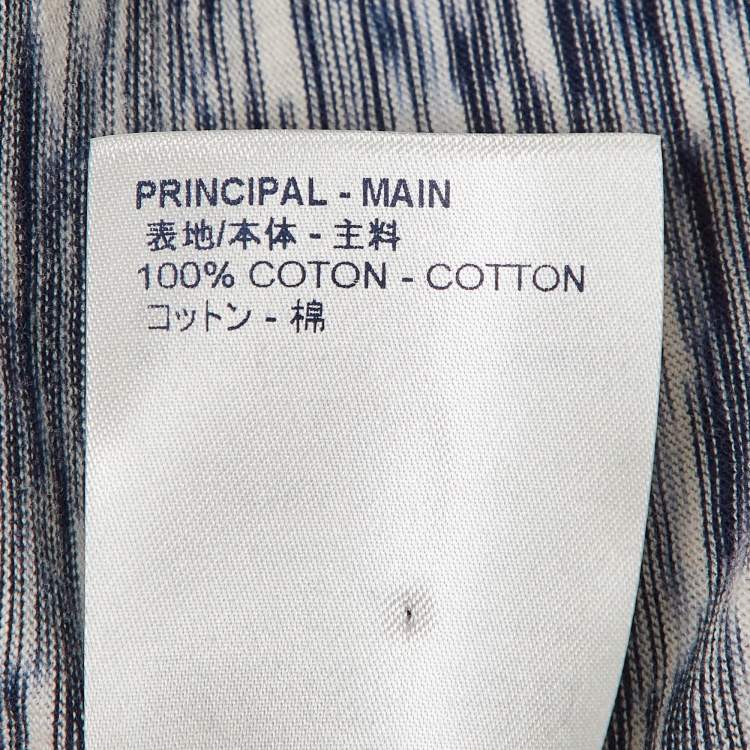 PRINCIPAL - MAIN
表地/本体 - 主料
100% COTON - COTTON
コットン - 棉